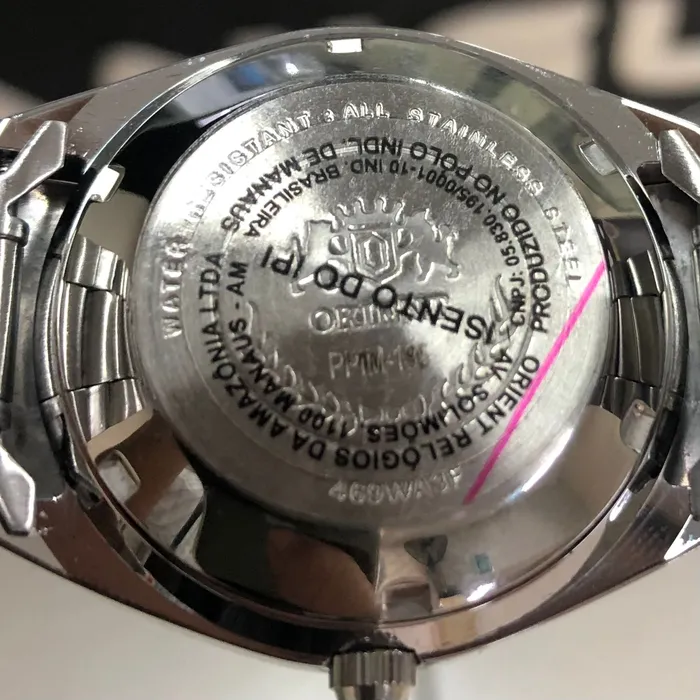 WATER RESISTANT : ALL STAINLESS STEEL
PRODUZIDO NO POLO INDL. DE MANAUS
CNPJ: 05.830.195/0001-10 IND. BRASILEIRA
ISENTO DO IPI
ORIENT
ORIENT RELÓGIOS DA AMAZÔNIA LTDA
AV. SOLIMÕES, 1100 MANAUS - AM
469WA3F